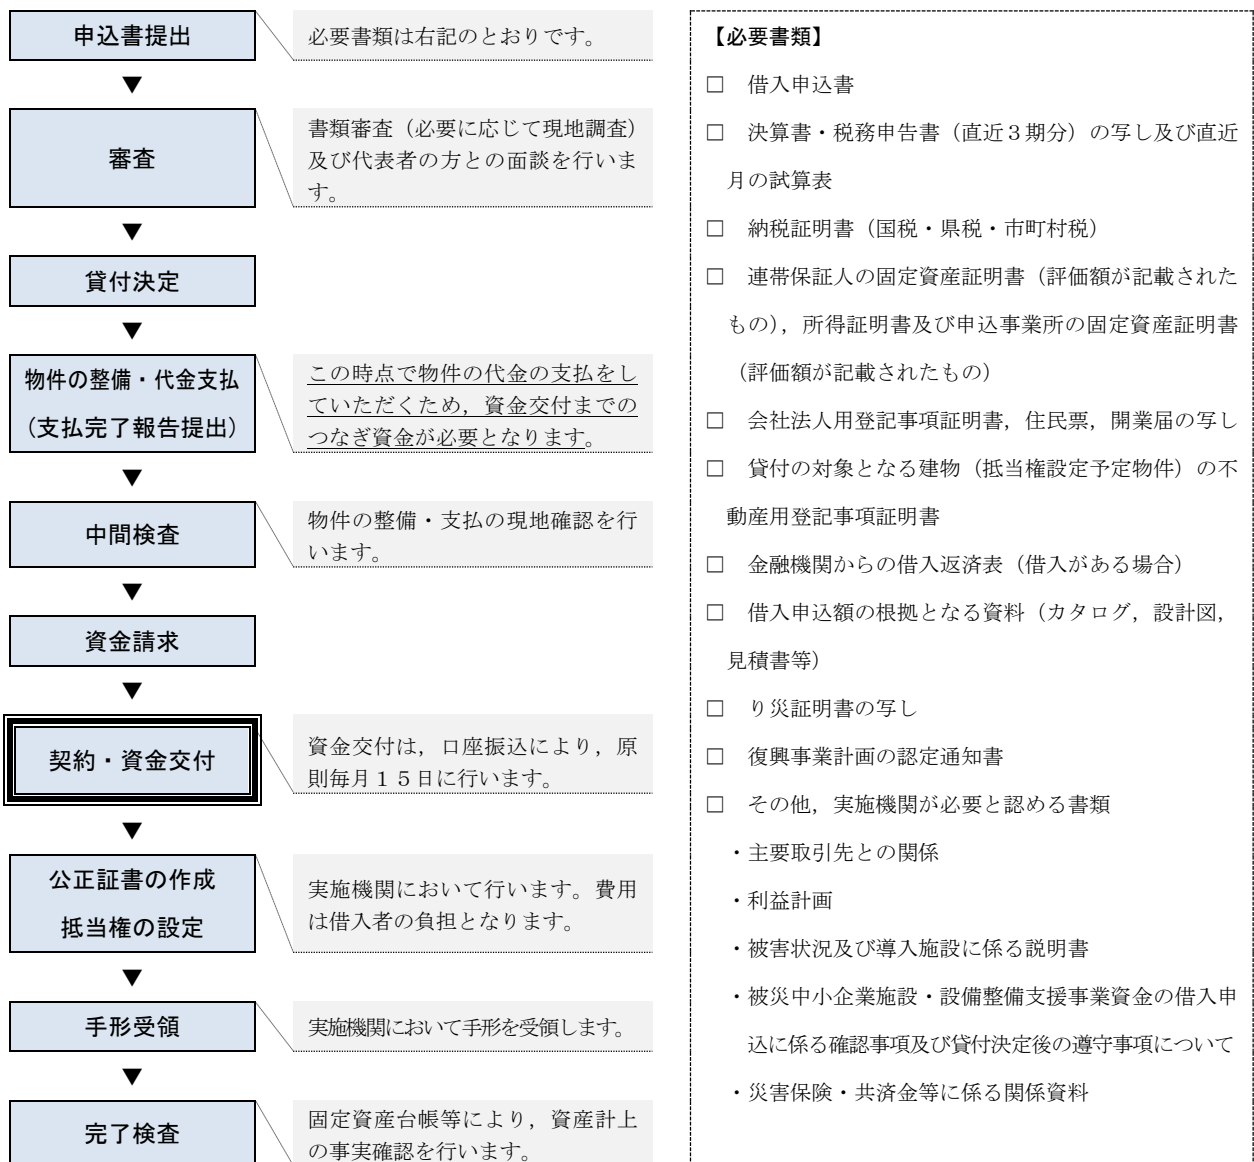 申込書提出
必要書類は右記のとおりです。
▼
審査
書類審査（必要に応じて現地調査）
及び代表者の方との面談を行いま
す。
▼
貸付決定
▼
物件の整備・代金支払
（支払完了報告提出）
この時点で物件の代金の支払をし
ていただくため，資金交付までの
つなぎ資金が必要となります。
▼
中間検査
物件の整備・支払の現地確認を行
います。
▼
資金請求
▼
契約・資金交付
資金交付は，口座振込により，原
則毎月１５日に行います。
▼
公正証書の作成
抵当権の設定
実施機関において行います。費用
は借入者の負担となります。
▼
手形受領
実施機関において手形を受領します。
▼
完了検査
固定資産台帳等により，資産計上
の事実確認を行います。
【必要書類】
□　借入申込書
□　決算書・税務申告書（直近３期分）の写し及び直近
月の試算表
□　納税証明書（国税・県税・市町村税）
□　連帯保証人の固定資産証明書（評価額が記載された
もの），所得証明書及び申込事業所の固定資産証明書
（評価額が記載されたもの）
□　会社法人用登記事項証明書，住民票，開業届の写し
□　貸付の対象となる建物（抵当権設定予定物件）の不
動産用登記事項証明書
□　金融機関からの借入返済表（借入がある場合）
□　借入申込額の根拠となる資料（カタログ，設計図，
見積書等）
□　り災証明書の写し
□　復興事業計画の認定通知書
□　その他，実施機関が必要と認める書類
・主要取引先との関係
・利益計画
・被害状況及び導入施設に係る説明書
・被災中小企業施設・設備整備支援事業資金の借入申
込に係る確認事項及び貸付決定後の遵守事項について
・災害保険・共済金等に係る関係資料